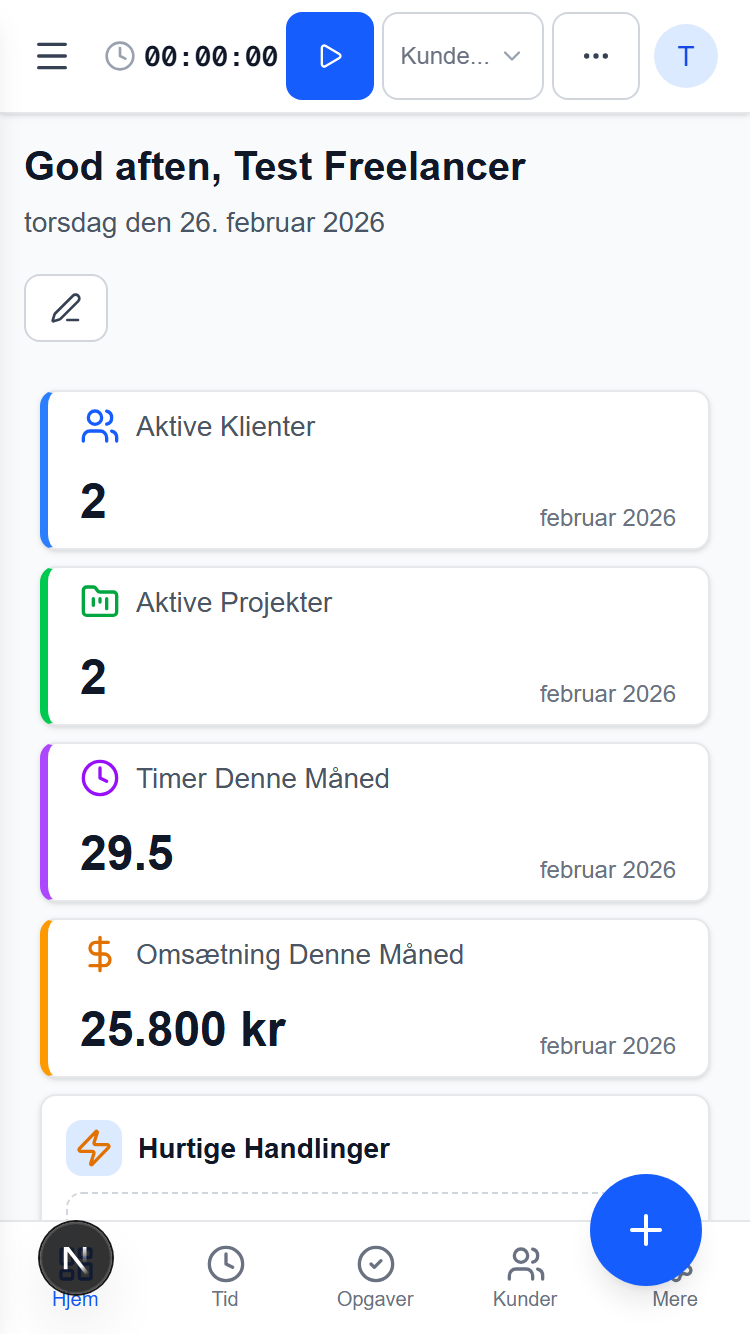 00:00:00
Kunde...
T
God aften, Test Freelancer
torsdag den 26. februar 2026
Aktive Klienter
2
februar 2026
Aktive Projekter
2
februar 2026
Timer Denne Måned
29.5
februar 2026
Omsætning Denne Måned
25.800 kr
februar 2026
Hurtige Handlinger
N
Hjem
Tid
Opgaver
Kunder
Mere